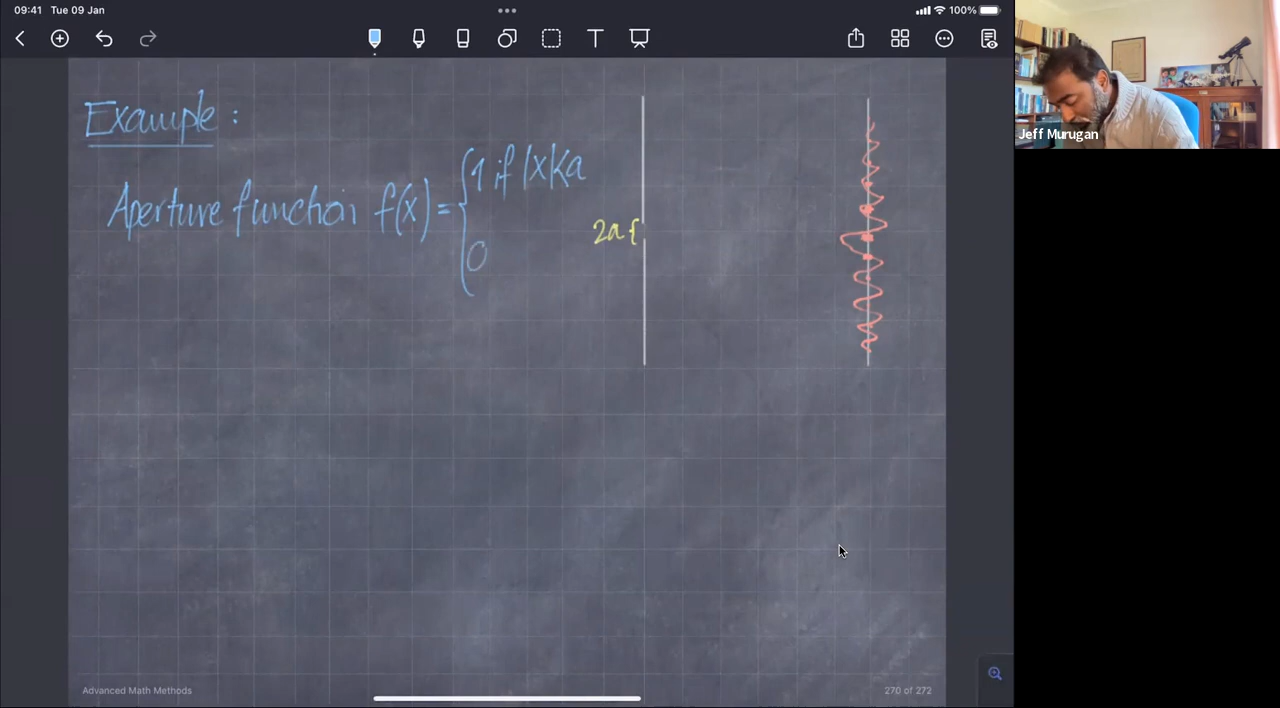 09:41 Tue 09 Jan
100%
Jeff Murugan
Example :
Aperture function f(x) = { 1 if |x|<a
0
2a {
Advanced Math Methods
270 of 272